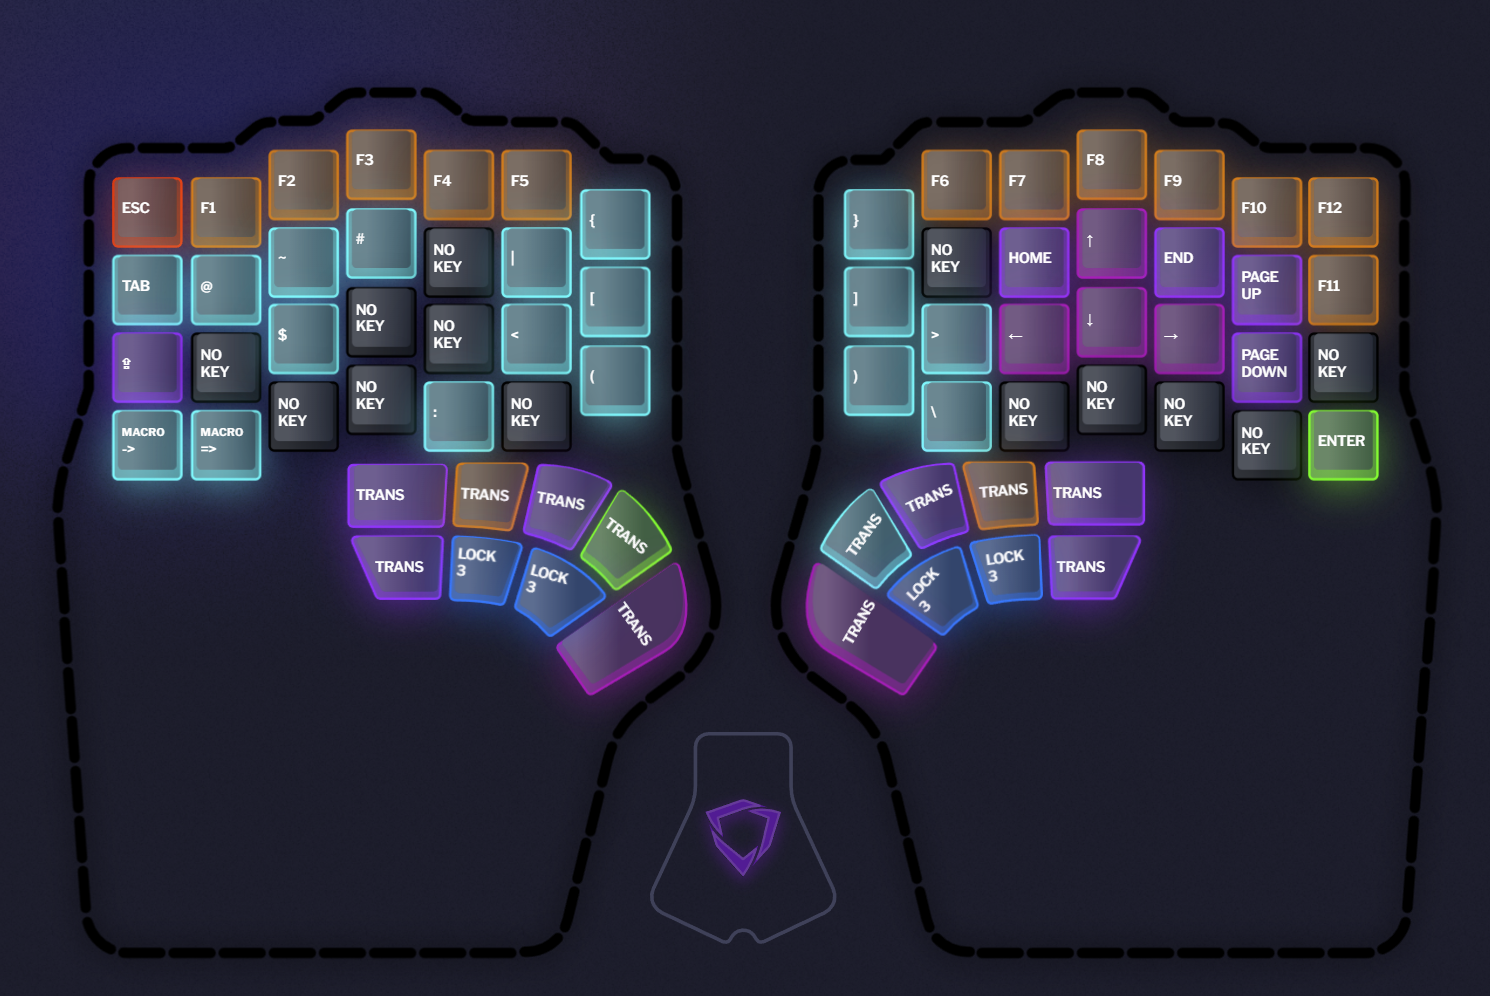 ESC
F1
F2
F3
F4
F5
{
TAB
@
~
#
NO
KEY
|
[
⇪
NO
KEY
$
NO
KEY
NO
KEY
<
(
MACRO
->
MACRO
=>
NO
KEY
NO
KEY
:
NO
KEY
TRANS
TRANS
TRANS
TRANS
TRANS
LOCK
3
LOCK
3
TRANS
}
F6
F7
F8
F9
F10
F12
]
NO
KEY
HOME
↑
END
PAGE
UP
F11
)
>
←
↓
→
PAGE
DOWN
NO
KEY
\
NO
KEY
NO
KEY
NO
KEY
NO
KEY
ENTER
TRANS
TRANS
TRANS
TRANS
TRANS
LOCK
3
LOCK
3
TRANS